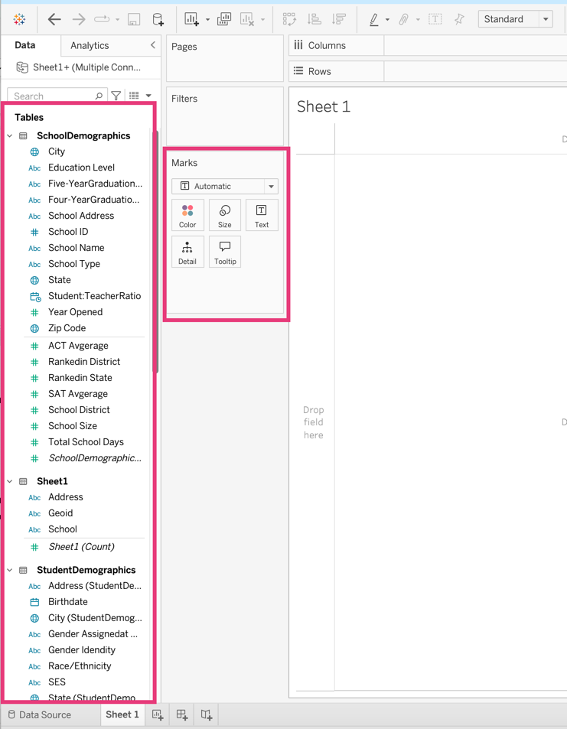 Standard
Data
Analytics
Sheet1+ (Multiple Conn...
Search
Tables
SchoolDemographics
City
Abc Education Level
Abc Five-YearGraduation...
Abc Four-YearGraduatio...
Abc School Address
# School ID
Abc School Name
Abc School Type
State
Student:TeacherRatio
# Year Opened
Zip Code
# ACT Avgerage
# Rankedin District
# Rankedin State
# SAT Avgerage
# School District
# School Size
# Total School Days
# SchoolDemographic...
Sheet1
Abc Address
Abc Geoid
Abc School
# Sheet1 (Count)
StudentDemographics
Abc Address (StudentDe...
Birthdate
City (StudentDemog...
Abc Gender Assignedat ...
Abc Gender Idendity
Abc Race/Ethnicity
Abc SES
State (StudentDemo
Pages
Filters
Marks
T Automatic
Color
Size
T Text
Detail
Tooltip
Columns
Rows
Sheet 1
D
Drop
field
here
D
Data Source
Sheet 1